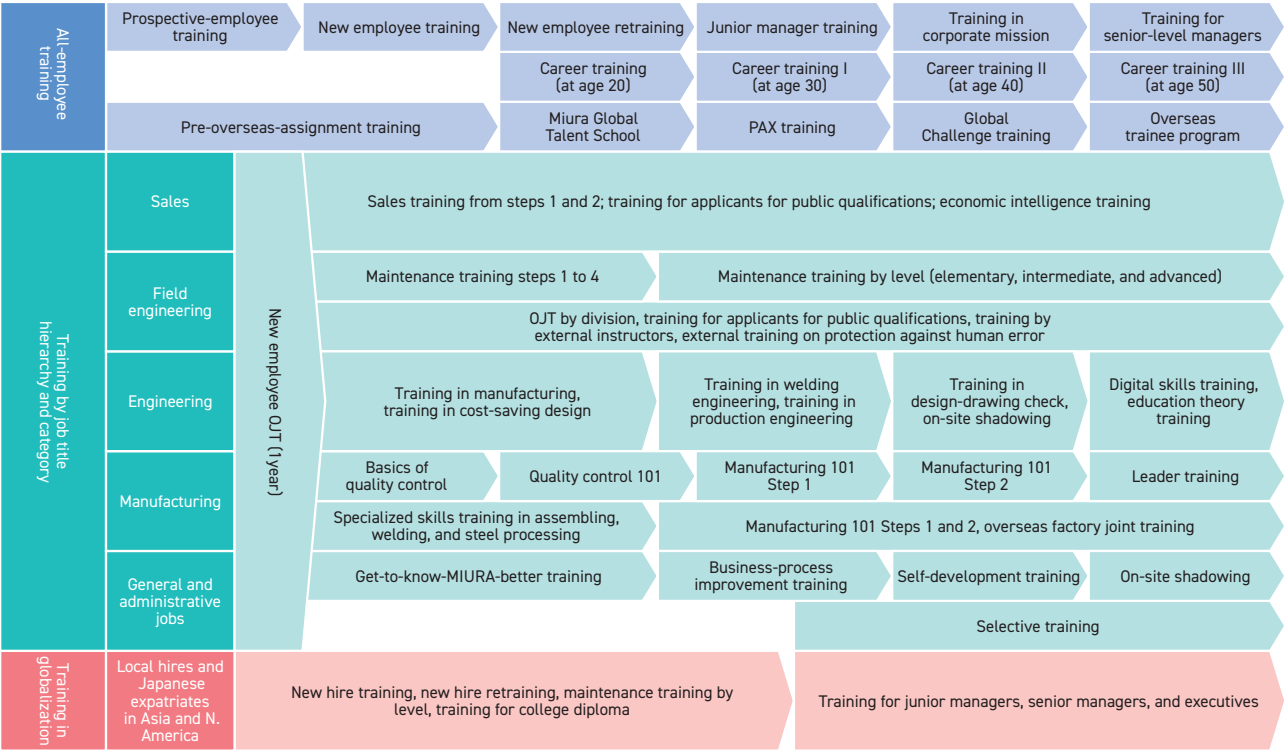 All-employee
training
Prospective-employee
training
New employee training
New employee retraining
Junior manager training
Training in
corporate mission
Training for
senior-level managers
Career training
(at age 20)
Career training I
(at age 30)
Career training II
(at age 40)
Career training III
(at age 50)
Pre-overseas-assignment training
Miura Global
Talent School
PAX training
Global
Challenge training
Overseas
trainee program
Training by job title
hierarchy and category
New employee OJT (1year)
Sales
Sales training from steps 1 and 2; training for applicants for public qualifications; economic intelligence training
Field
engineering
Maintenance training steps 1 to 4
Maintenance training by level (elementary, intermediate, and advanced)
OJT by division, training for applicants for public qualifications, training by
external instructors, external training on protection against human error
Engineering
Training in manufacturing,
training in cost-saving design
Training in welding
engineering, training in
production engineering
Training in
design-drawing check,
on-site shadowing
Digital skills training,
education theory
training
Manufacturing
Basics of
quality control
Quality control 101
Manufacturing 101
Step 1
Manufacturing 101
Step 2
Leader training
Specialized skills training in assembling,
welding, and steel processing
Manufacturing 101 Steps 1 and 2, overseas factory joint training
General and
administrative
jobs
Get-to-know-MIURA-better training
Business-process
improvement training
Self-development training
On-site shadowing
Selective training
Training in
globalization
Local hires and
Japanese
expatriates
in Asia and N.
America
New hire training, new hire retraining, maintenance training by
level, training for college diploma
Training for junior managers, senior managers, and executives